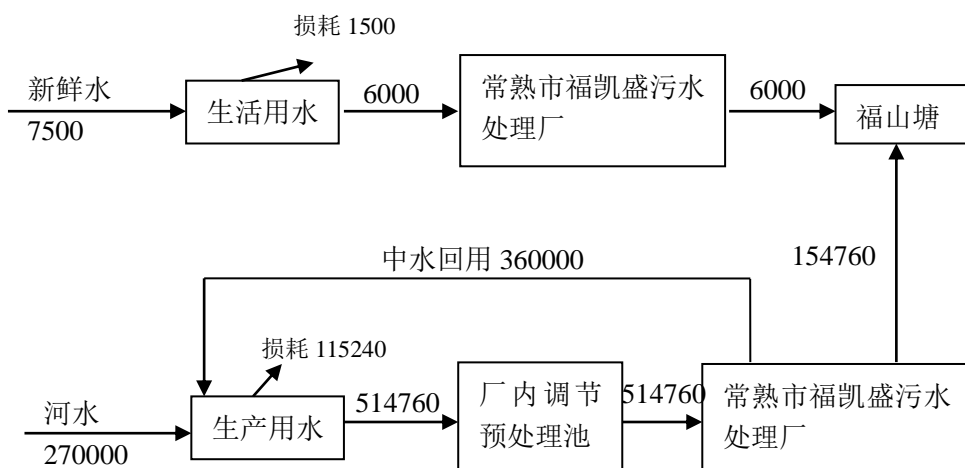 损耗 1500
新鲜水
7500
生活用水
6000
常熟市福凯盛污水
处理厂
6000
福山塘
中水回用 360000
154760
损耗 115240
河水
270000
生产用水
514760
厂内调节
预处理池
514760
常熟市福凯盛污水
处理厂